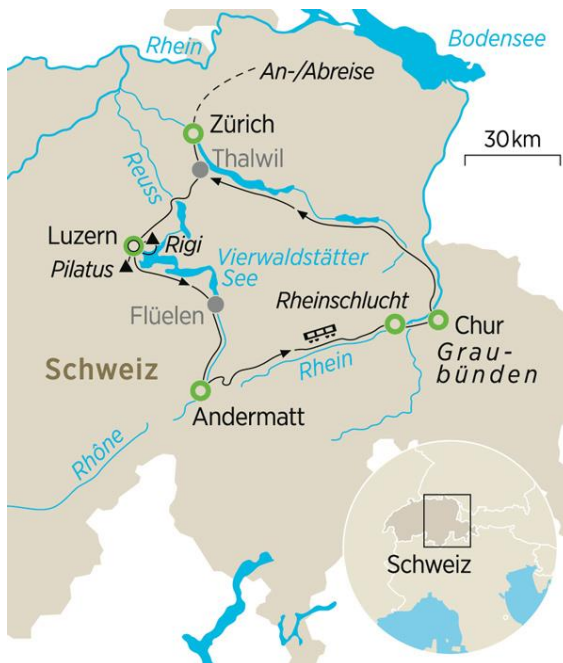 Rhein
Bodensee
An-/Abreise
Zürich
30 km
Thalwil
Reuss
Luzern
Rigi
Vierwaldstätter
See
Pilatus
Rheinschlucht
Flüelen
Chur
Grau-
bünden
Schweiz
Rhein
Andermatt
Rhône
Schweiz